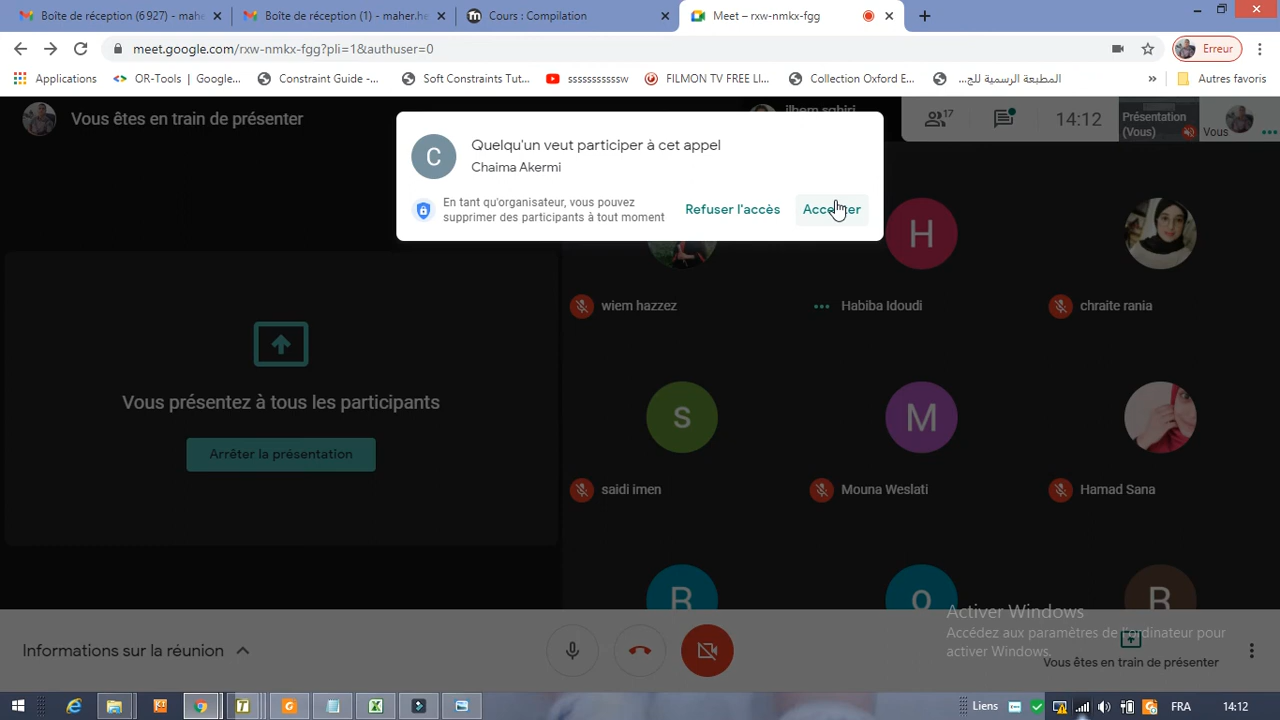 Boîte de réception (6 927) - mahe
Boîte de réception (1) - maher.he
Cours : Compilation
Meet – rxw-nmkx-fgg
meet.google.com/rxw-nmkx-fgg?pli=1&authuser=0
Erreur
Applications
OR-Tools | Google...
Constraint Guide -...
Soft Constraints Tut...
sssssssssssw
FILMON TV FREE LI...
Collection Oxford E...
المطبعة الرسمية للج...
»
Autres favoris
Vous êtes en train de présenter
ilhem sghiri
17
14:12
Présentation
(Vous)
Vous
C
Quelqu'un veut participer à cet appel
Chaima Akermi
En tant qu'organisateur, vous pouvez
supprimer des participants à tout moment
Refuser l'accès
Accepter
H
wiem hazzez
Habiba Idoudi
chraite rania
Vous présentez à tous les participants
Arrêter la présentation
s
M
saidi imen
Mouna Weslati
Hamad Sana
R
o
R
Activer Windows
Accédez aux paramètres de l'ordinateur pour
activer Windows.
Informations sur la réunion
Vous êtes en train de présenter
Liens
FRA
14:12